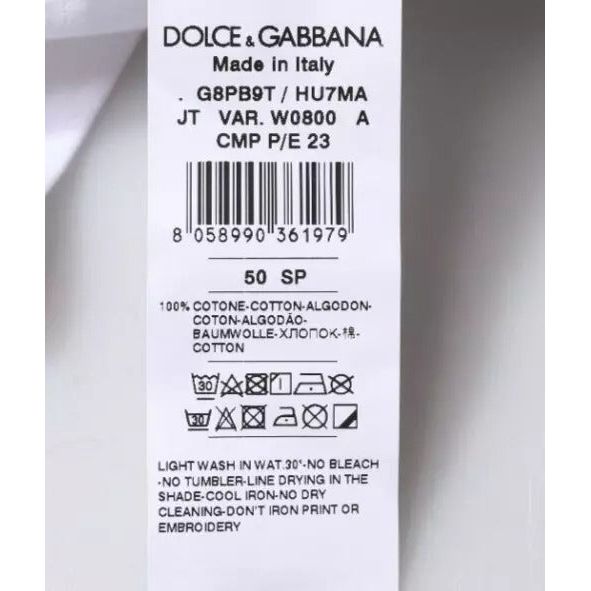 DOLCE & GABBANA
Made in Italy
. G8PB9T / HU7MA
JT VAR. W0800 A
CMP P/E 23
8 058990 361979
50 SP
100% COTONE-COTTON-ALGODON-
COTON-ALGODÃO-
BAUMWOLLE-ХЛОПОК-棉-
COTTON
30
30
LIGHT WASH IN WAT.30°-NO BLEACH
-NO TUMBLER-LINE DRYING IN THE
SHADE-COOL IRON-NO DRY
CLEANING-DON'T IRON PRINT OR
EMBROIDERY